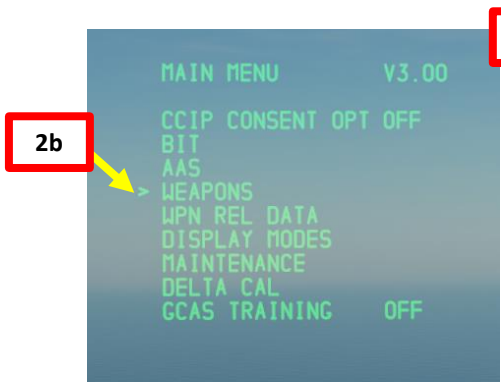 MAIN MENU V3.00
CCIP CONSENT OPT OFF
BIT
AAS
2b
> WEAPONS
WPN REL DATA
DISPLAY MODES
MAINTENANCE
DELTA CAL
GCAS TRAINING OFF